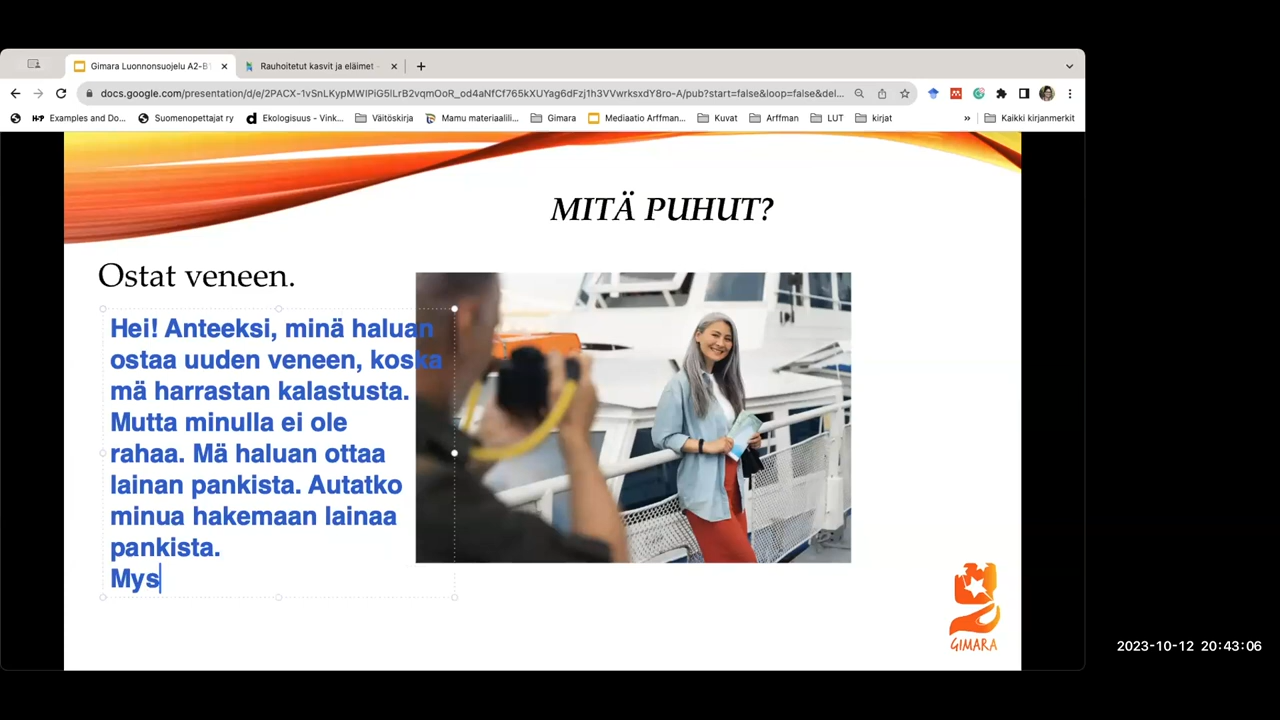 Gimara Luonnonsuojelu A2-B1
Rauhoitetut kasvit ja eläimet
docs.google.com/presentation/d/e/2PACX-1vSnLKypMWIPiG5lLrB2vqmOoR_od4aNfCf765kXUYag6dFzj1h3VVwrksxdY8ro-A/pub?start=false&loop=false&del...
Examples and Do...
Suomenopettajat ry
Ekologisuus - Vink...
Väitöskirja
Mamu materiaalili...
Gimara
Mediaatio Arffman...
Kuvat
Arffman
LUT
kirjat
»
Kaikki kirjanmerkit
MITÄ PUHUT?
Ostat veneen.
Hei! Anteeksi, minä haluan
ostaa uuden veneen, koska
mä harrastan kalastusta.
Mutta minulla ei ole
rahaa. Mä haluan ottaa
lainan pankista. Autatko
minua hakemaan lainaa
pankista.
Mys
GIMARA
2023-10-12 20:43:06